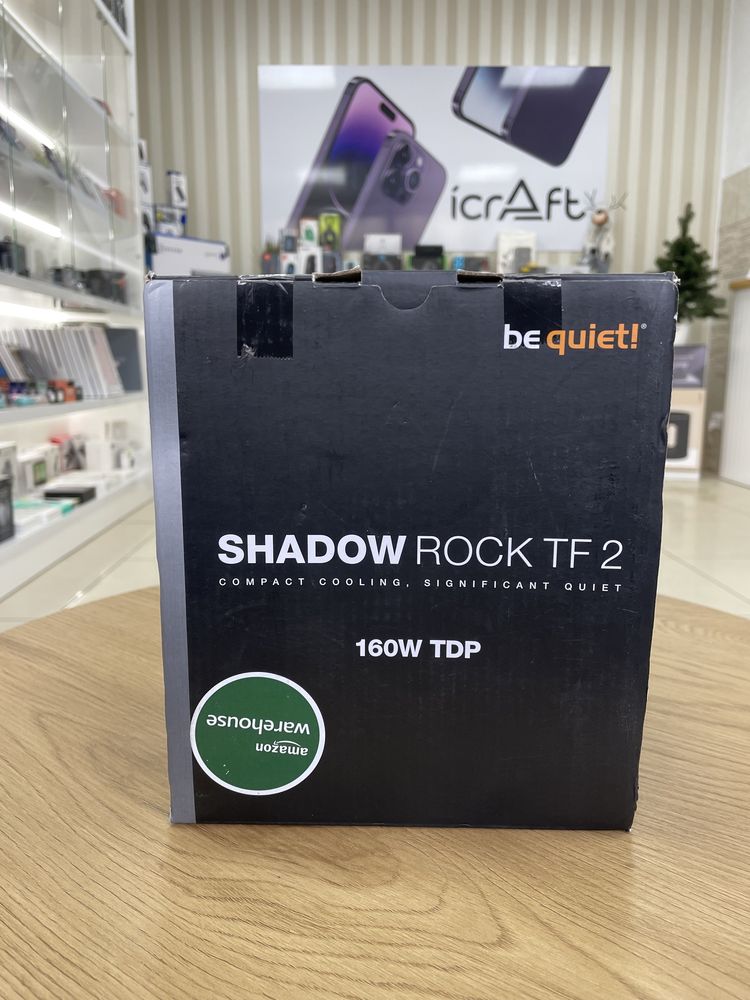 icrAft
be quiet!®
SHADOW ROCK TF 2
COMPACT COOLING, SIGNIFICANT QUIET
160W TDP
amazon
warehouse